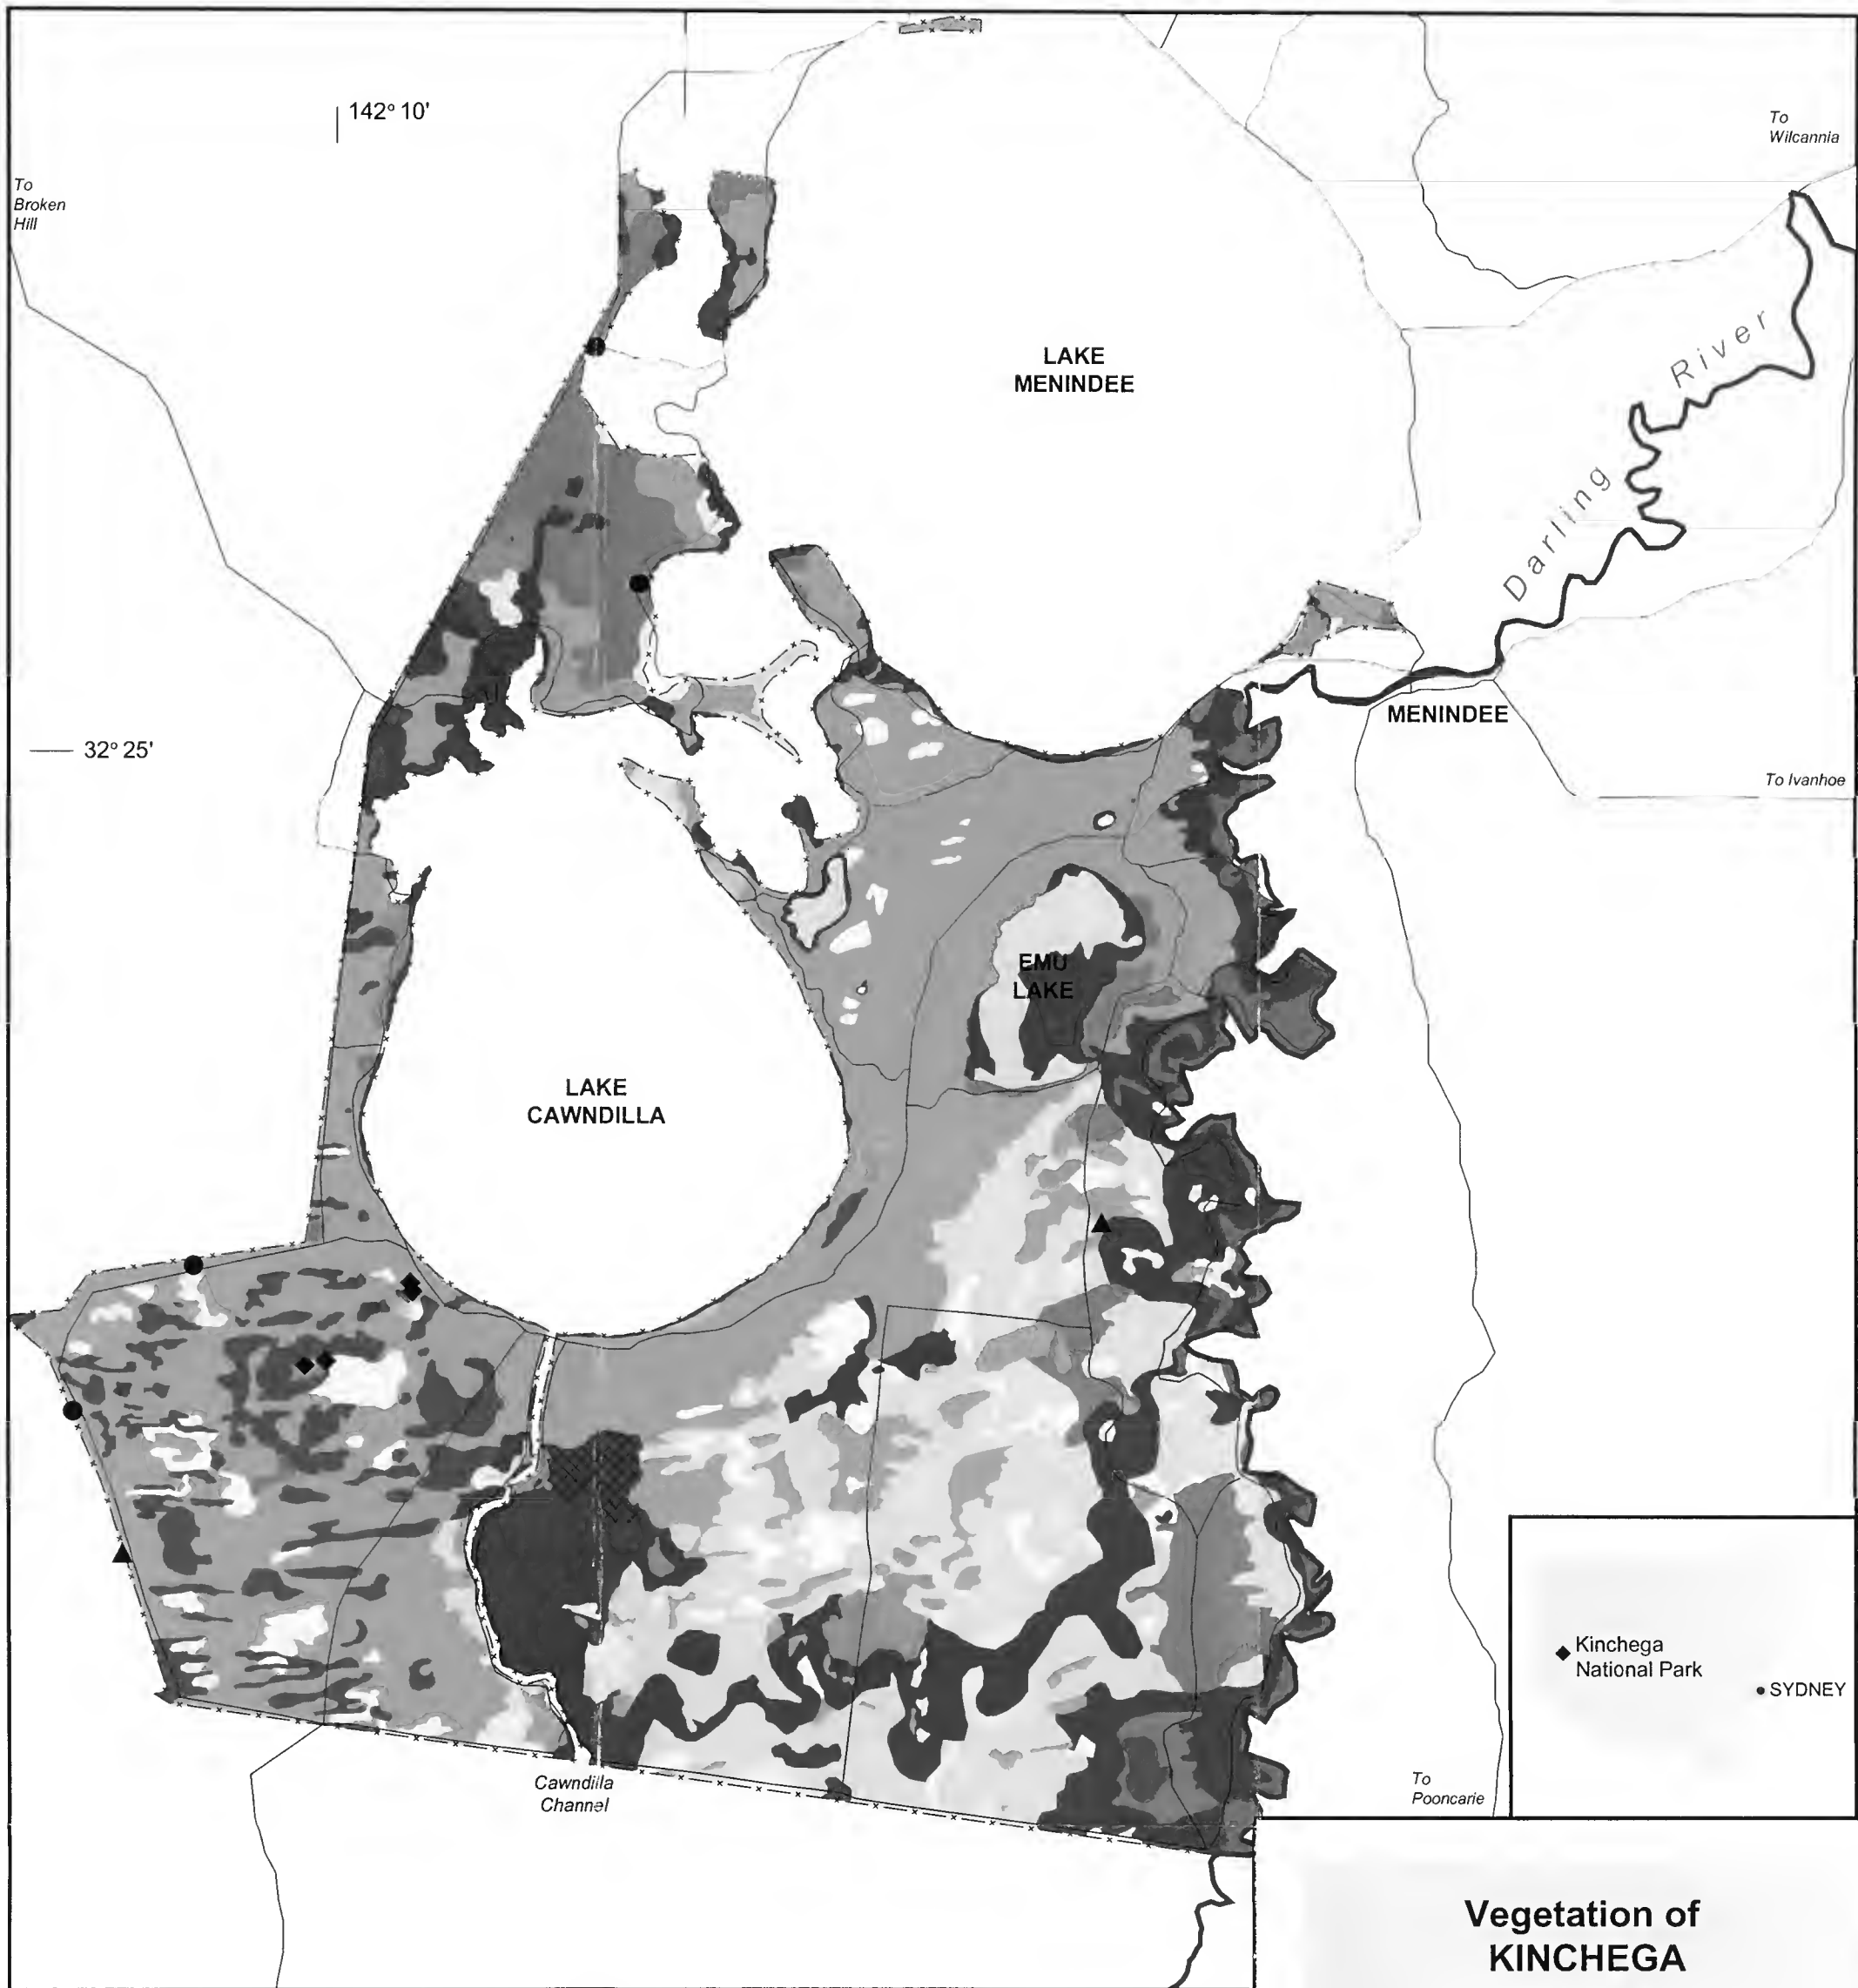 142° 10'
To
Wilcannia
To
Broken
Hill
LAKE
MENINDEE
Darling River
MENINDEE
32° 25'
To Ivanhoe
EMU
LAKE
LAKE
CAWNDILLA
Kinchega
National Park
SYDNEY
Cawndilla
Channel
To
Pooncarie
Vegetation of
KINCHEGA